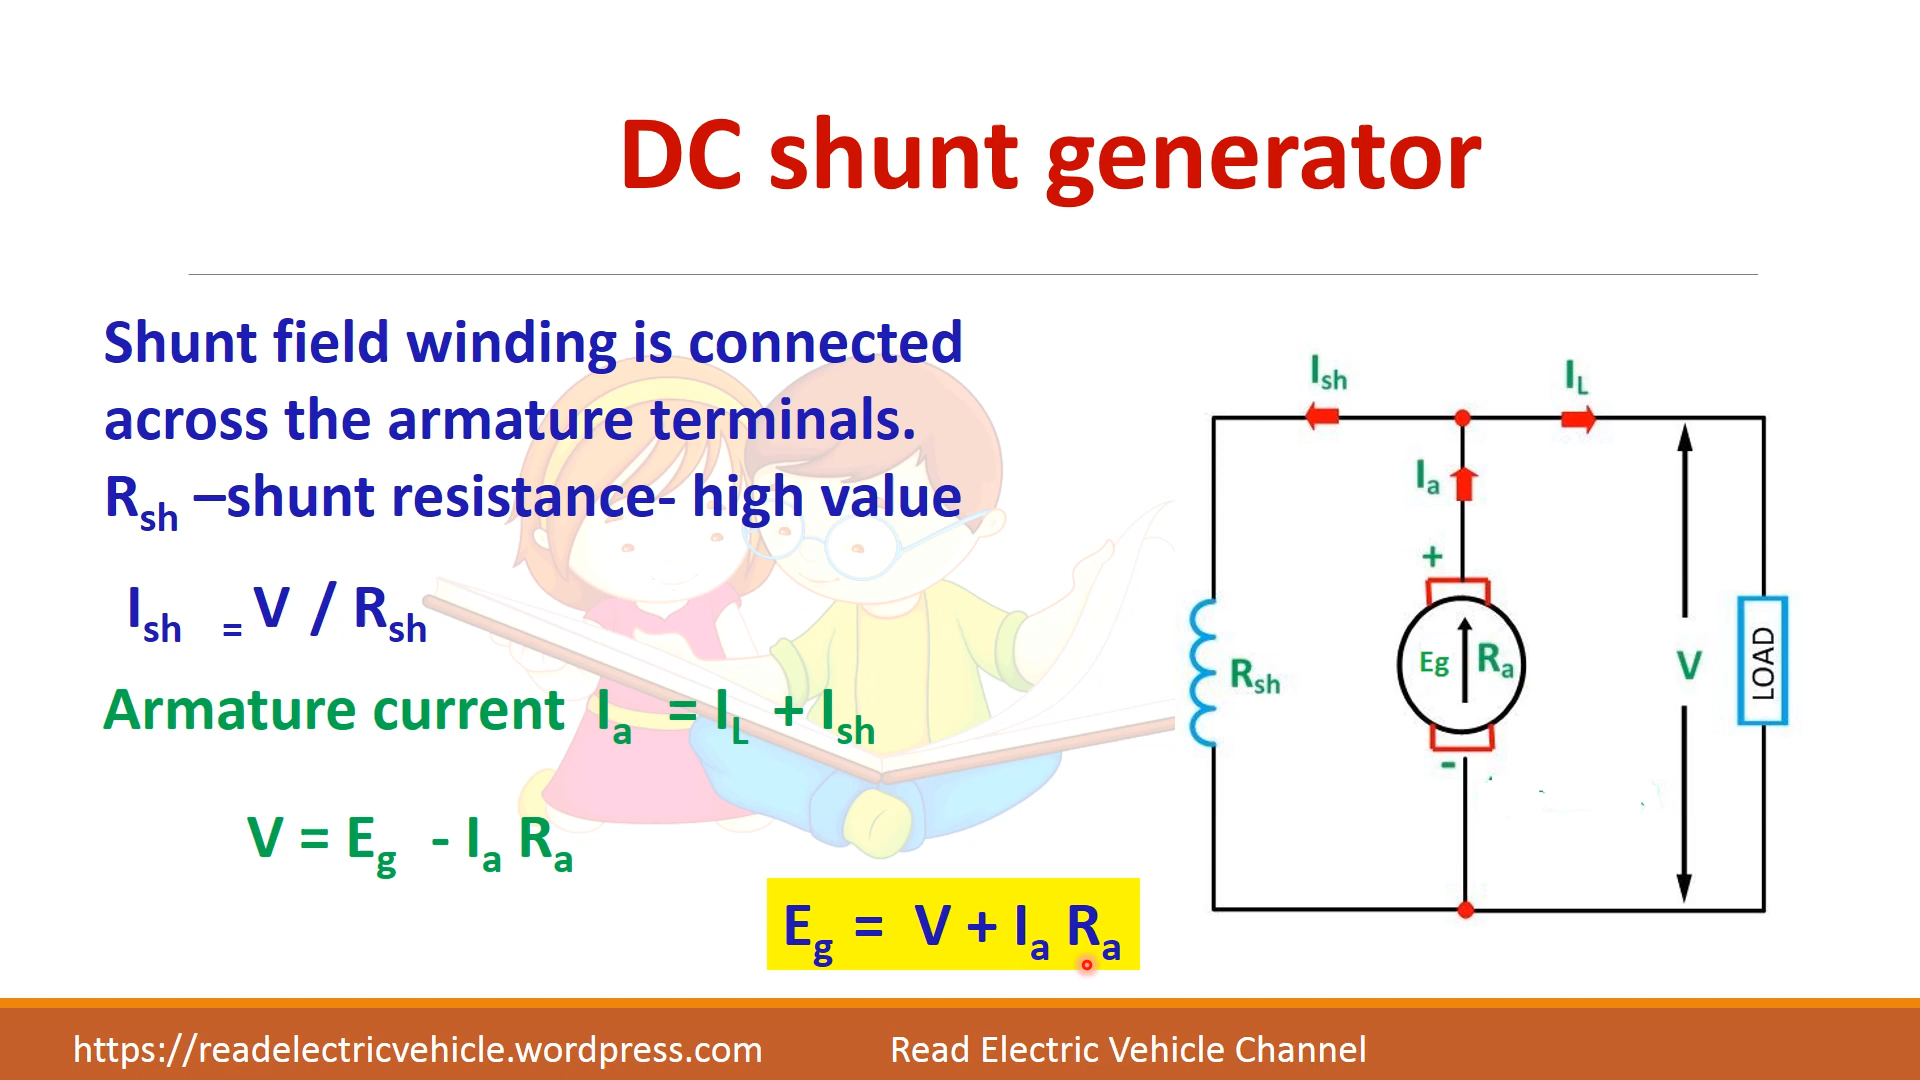 DC shunt generator
Shunt field winding is connected
across the armature terminals.
Rsh –shunt resistance- high value
Ish = V / Rsh
Armature current Ia = IL + Ish
V = Eg - Ia Ra
Eg = V + Ia Ra
Ish
IL
Ia
+
Eg
Ra
Rsh
V
LOAD
-
https://readelectricvehicle.wordpress.com
Read Electric Vehicle Channel